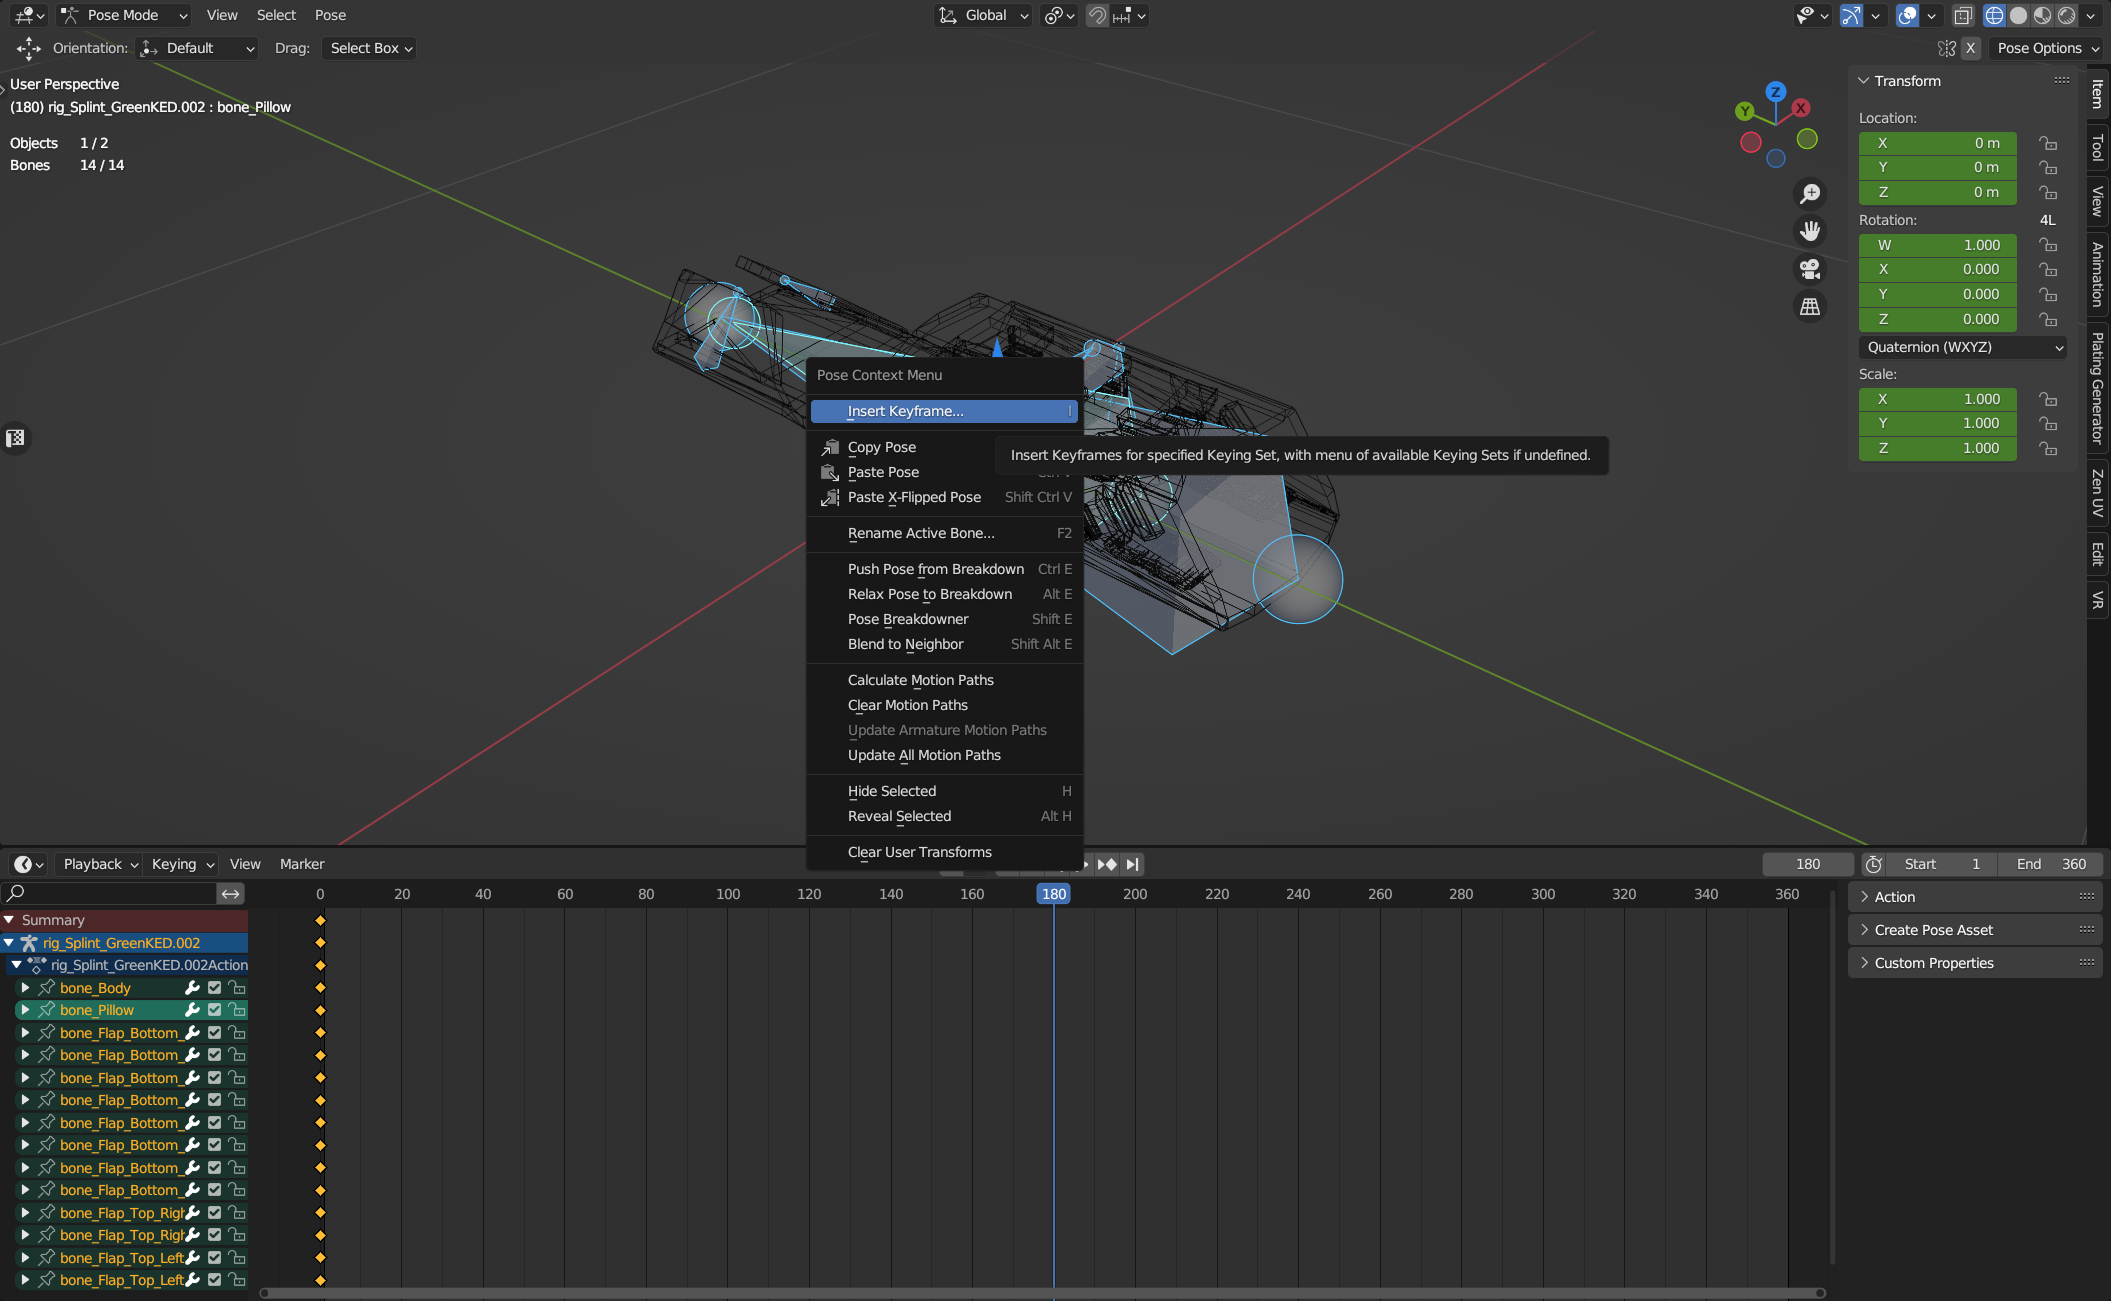 Pose Mode View Select Pose Global
Orientation: Default Drag: Select Box X Pose Options
User Perspective
(180) rig_Splint_GreenKED.002 : bone_Pillow
Objects 1 / 2
Bones 14 / 14
Z
Y
X
Transform
Location:
X 0 m
Y 0 m
Z 0 m
Rotation: 4L
W 1.000
X 0.000
Y 0.000
Z 0.000
Quaternion (WXYZ)
Scale:
X 1.000
Y 1.000
Z 1.000
Item
Tool
View
Animation
Plating Generator
Zen UV
Edit
VR
Pose Context Menu
Insert Keyframe... I
Copy Pose
Insert Keyframes for specified Keying Set, with menu of available Keying Sets if undefined.
Paste Pose
Paste X-Flipped Pose Shift Ctrl V
Rename Active Bone... F2
Push Pose from Breakdown Ctrl E
Relax Pose to Breakdown Alt E
Pose Breakdowner Shift E
Blend to Neighbor Shift Alt E
Calculate Motion Paths
Clear Motion Paths
Update Armature Motion Paths
Update All Motion Paths
Hide Selected H
Reveal Selected Alt H
Clear User Transforms
Playback Keying View Marker 180 Start 1 End 360
0 20 40 60 80 100 120 140 160 180 200 220 240 260 280 300 320 340 360
Summary
rig_Splint_GreenKED.002
rig_Splint_GreenKED.002Action
bone_Body
bone_Pillow
bone_Flap_Bottom_
bone_Flap_Bottom_
bone_Flap_Bottom_
bone_Flap_Bottom_
bone_Flap_Bottom_
bone_Flap_Bottom_
bone_Flap_Bottom_
bone_Flap_Bottom_
bone_Flap_Top_Righ
bone_Flap_Top_Righ
bone_Flap_Top_Left
bone_Flap_Top_Left
Action
Create Pose Asset
Custom Properties